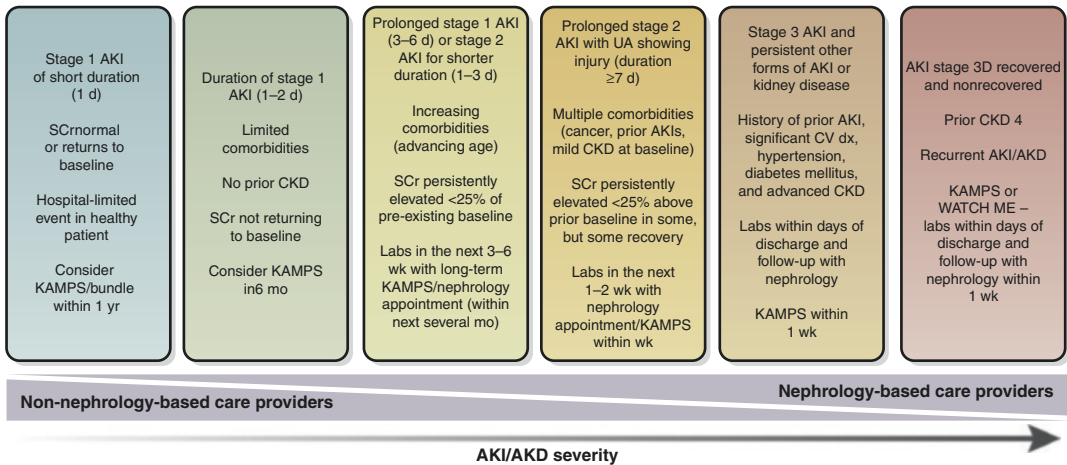 Stage 1 AKI
of short duration
(1 d)
SCrnormal
or returns to
baseline
Hospital-limited
event in healthy
patient
Consider
KAMPS/bundle
within 1 yr
Duration of stage 1
AKI (1–2 d)
Limited
comorbidities
No prior CKD
SCr not returning
to baseline
Consider KAMPS
in6 mo
Prolonged stage 1 AKI
(3–6 d) or stage 2
AKI for shorter
duration (1–3 d)
Increasing
comorbidities
(advancing age)
SCr persistently
elevated <25% of
pre-existing baseline
Labs in the next 3–6
wk with long-term
KAMPS/nephrology
appointment (within
next several mo)
Prolonged stage 2
AKI with UA showing
injury (duration
≥7 d)
Multiple comorbidities
(cancer, prior AKIs,
mild CKD at baseline)
SCr persistently
elevated <25% above
prior baseline in some,
but some recovery
Labs in the next
1–2 wk with
nephrology
appointment/KAMPS
within wk
Stage 3 AKI and
persistent other
forms of AKI or
kidney disease
History of prior AKI,
significant CV dx,
hypertension,
diabetes mellitus,
and advanced CKD
Labs within days of
discharge and
follow-up with
nephrology
KAMPS within
1 wk
AKI stage 3D recovered
and nonrecovered
Prior CKD 4
Recurrent AKI/AKD
KAMPS or
WATCH ME –
labs within days of
discharge and
follow-up with
nephrology within
1 wk
Non-nephrology-based care providers
Nephrology-based care providers
AKI/AKD severity